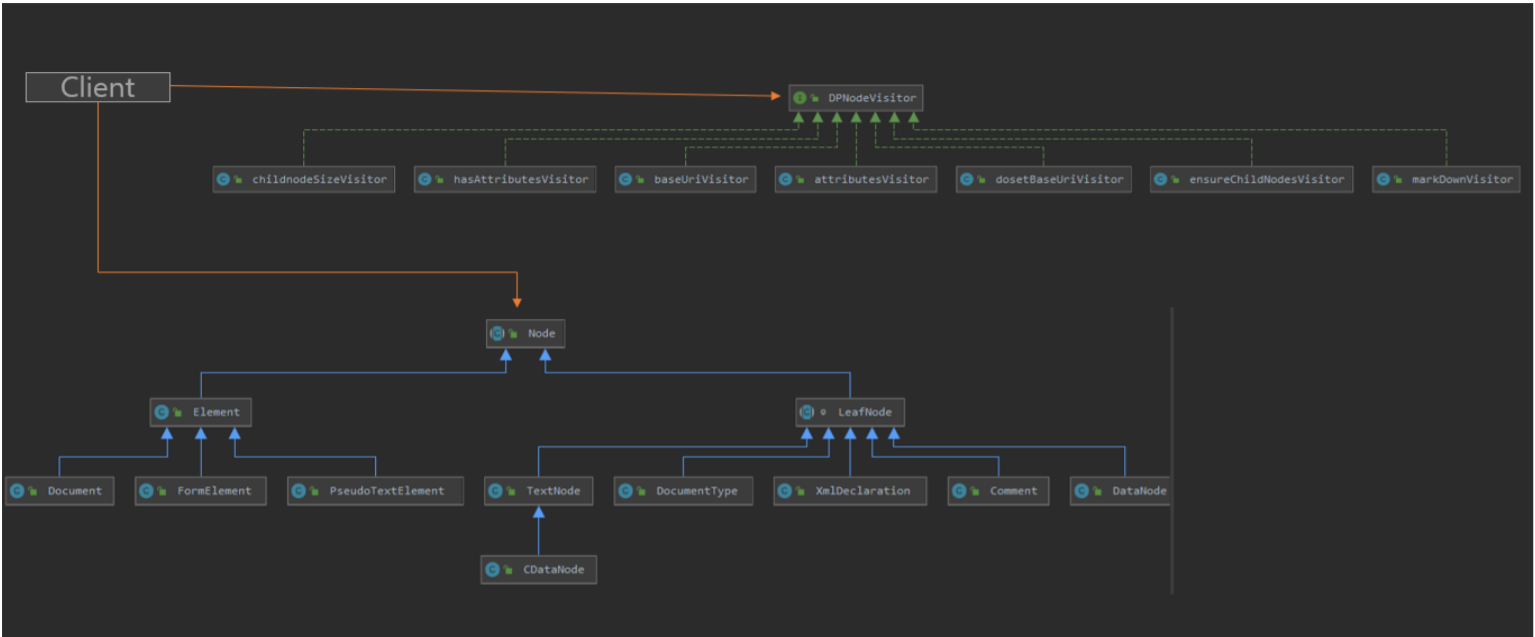 Client
DPNodeVisitor
childnodeSizeVisitor
hasAttributesVisitor
baseUriVisitor
attributesVisitor
dosetBaseUriVisitor
ensureChildNodesVisitor
markDownVisitor
Node
Element
LeafNode
Document
FormElement
PseudoTextElement
TextNode
DocumentType
XmlDeclaration
Comment
DataNode
CDataNode